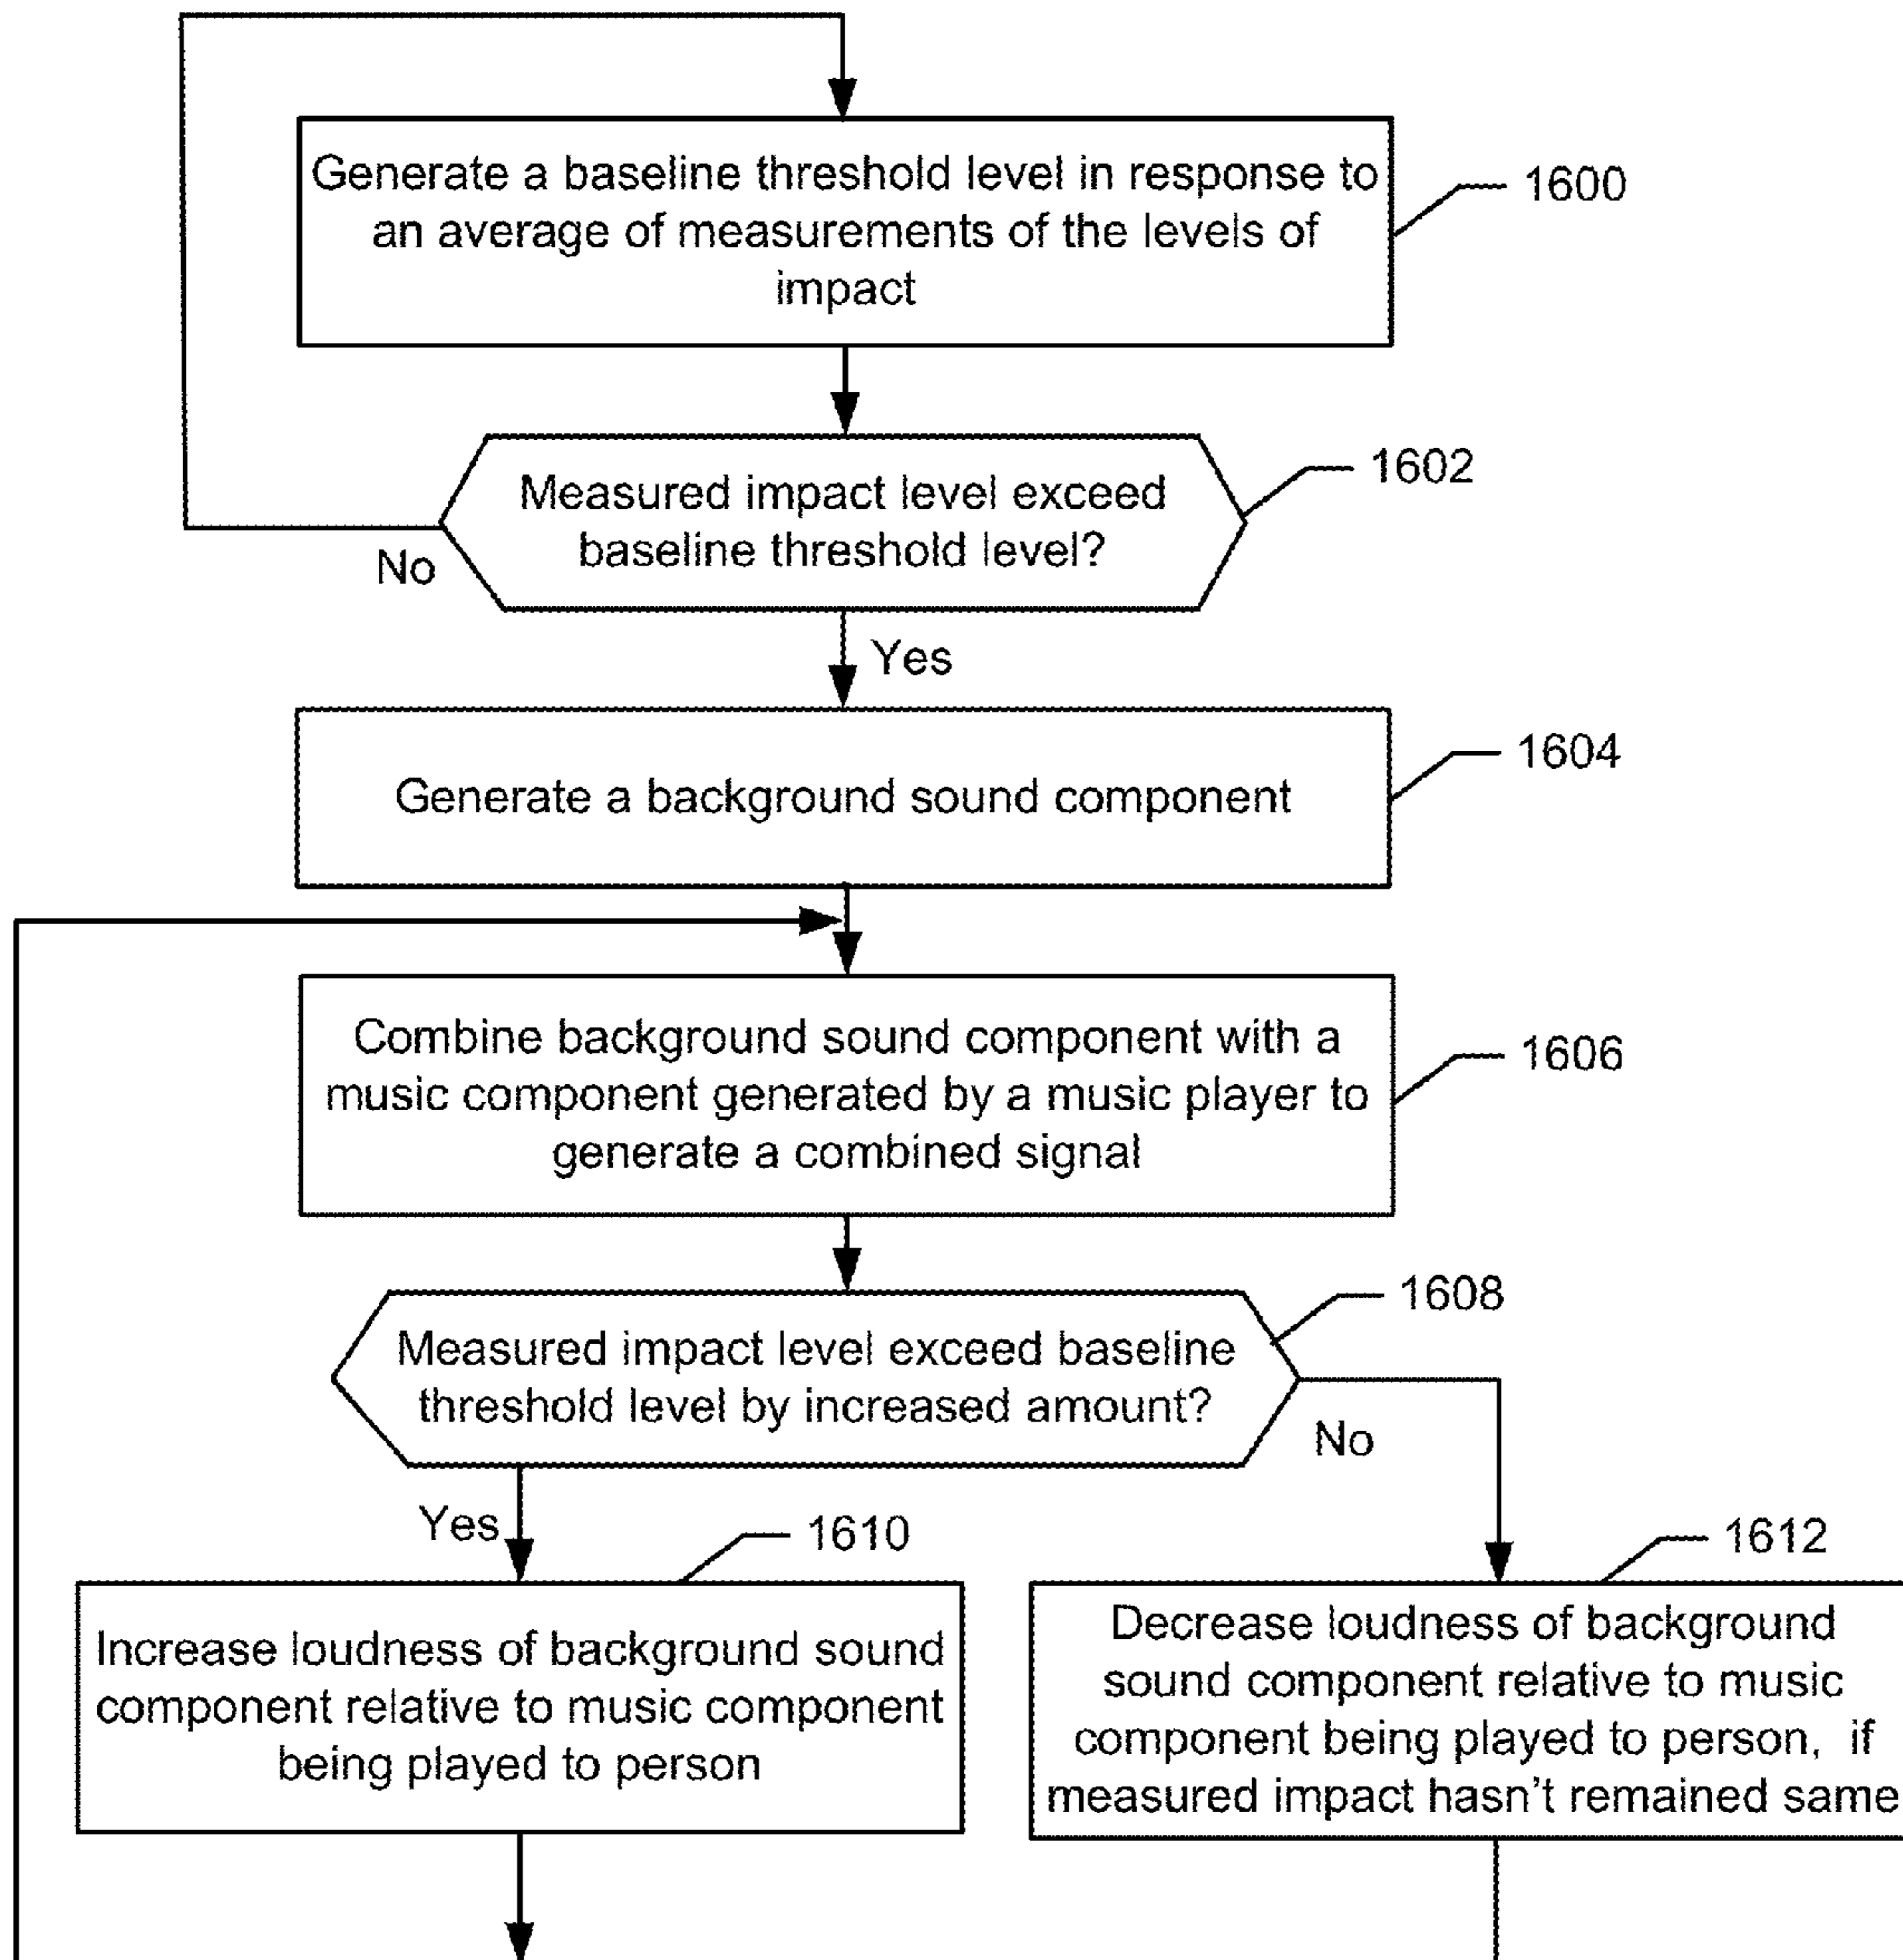 Generate a baseline threshold level in response to
an average of measurements of the levels of
impact
1600
Measured impact level exceed
baseline threshold level?
1602
No
Yes
Generate a background sound component
1604
Combine background sound component with a
music component generated by a music player to
generate a combined signal
1606
Measured impact level exceed baseline
threshold level by increased amount?
1608
No
Yes
1610
1612
Increase loudness of background sound
component relative to music component
being played to person
Decrease loudness of background
sound component relative to music
component being played to person, if
measured impact hasn't remained same